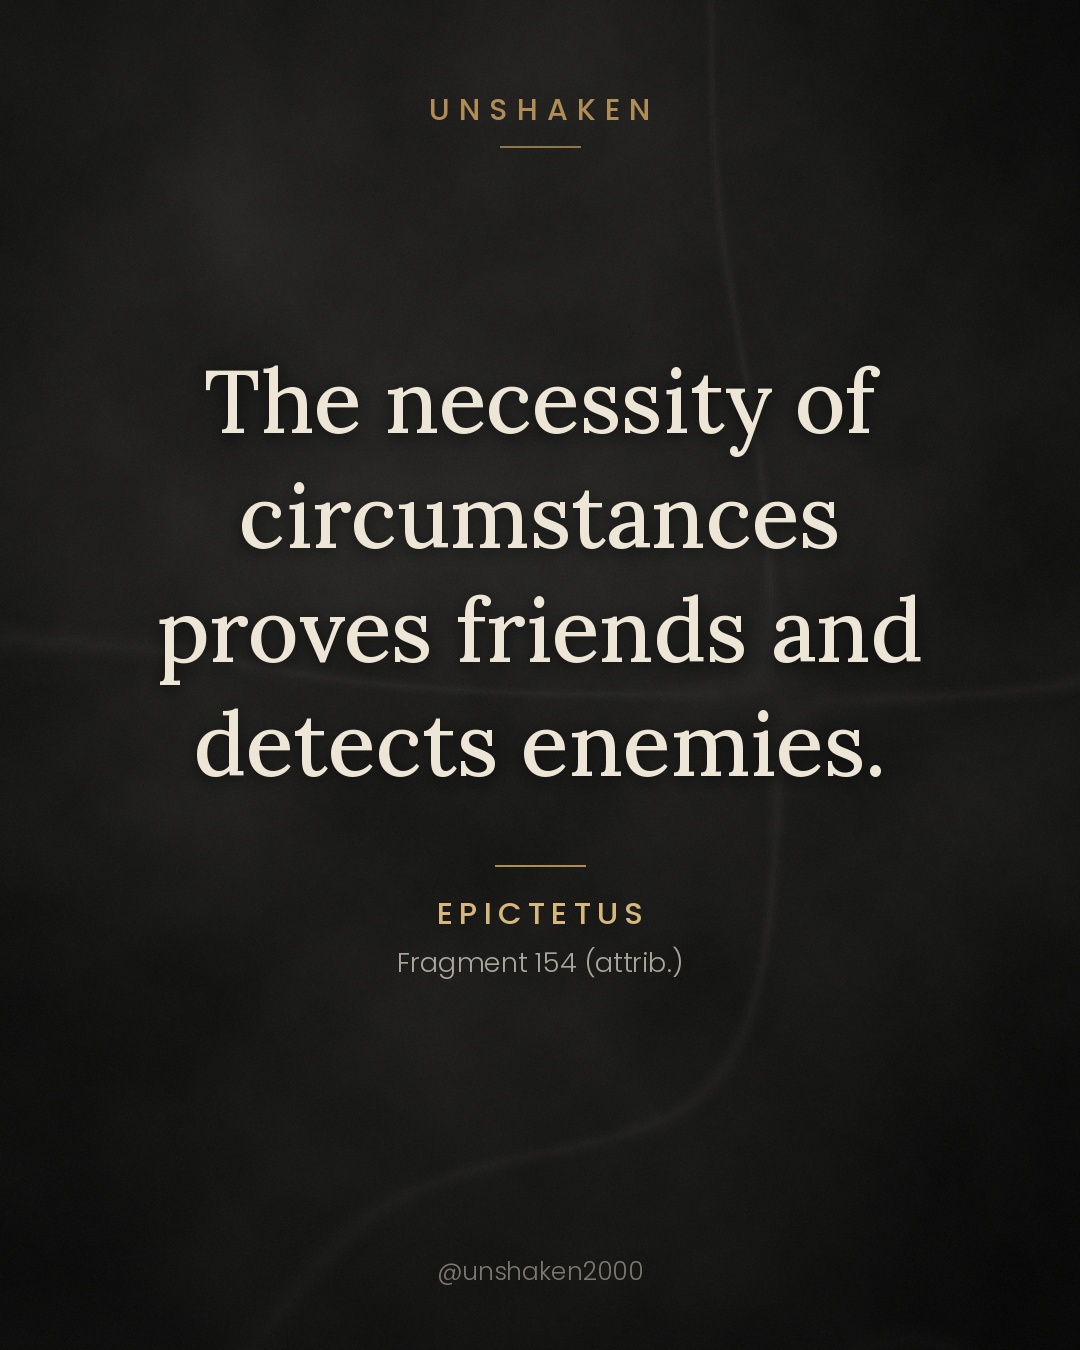 UNSHAKEN
The necessity of
circumstances
proves friends and
detects enemies.
EPICTETUS
Fragment 154 (attrib.)
@unshaken2000